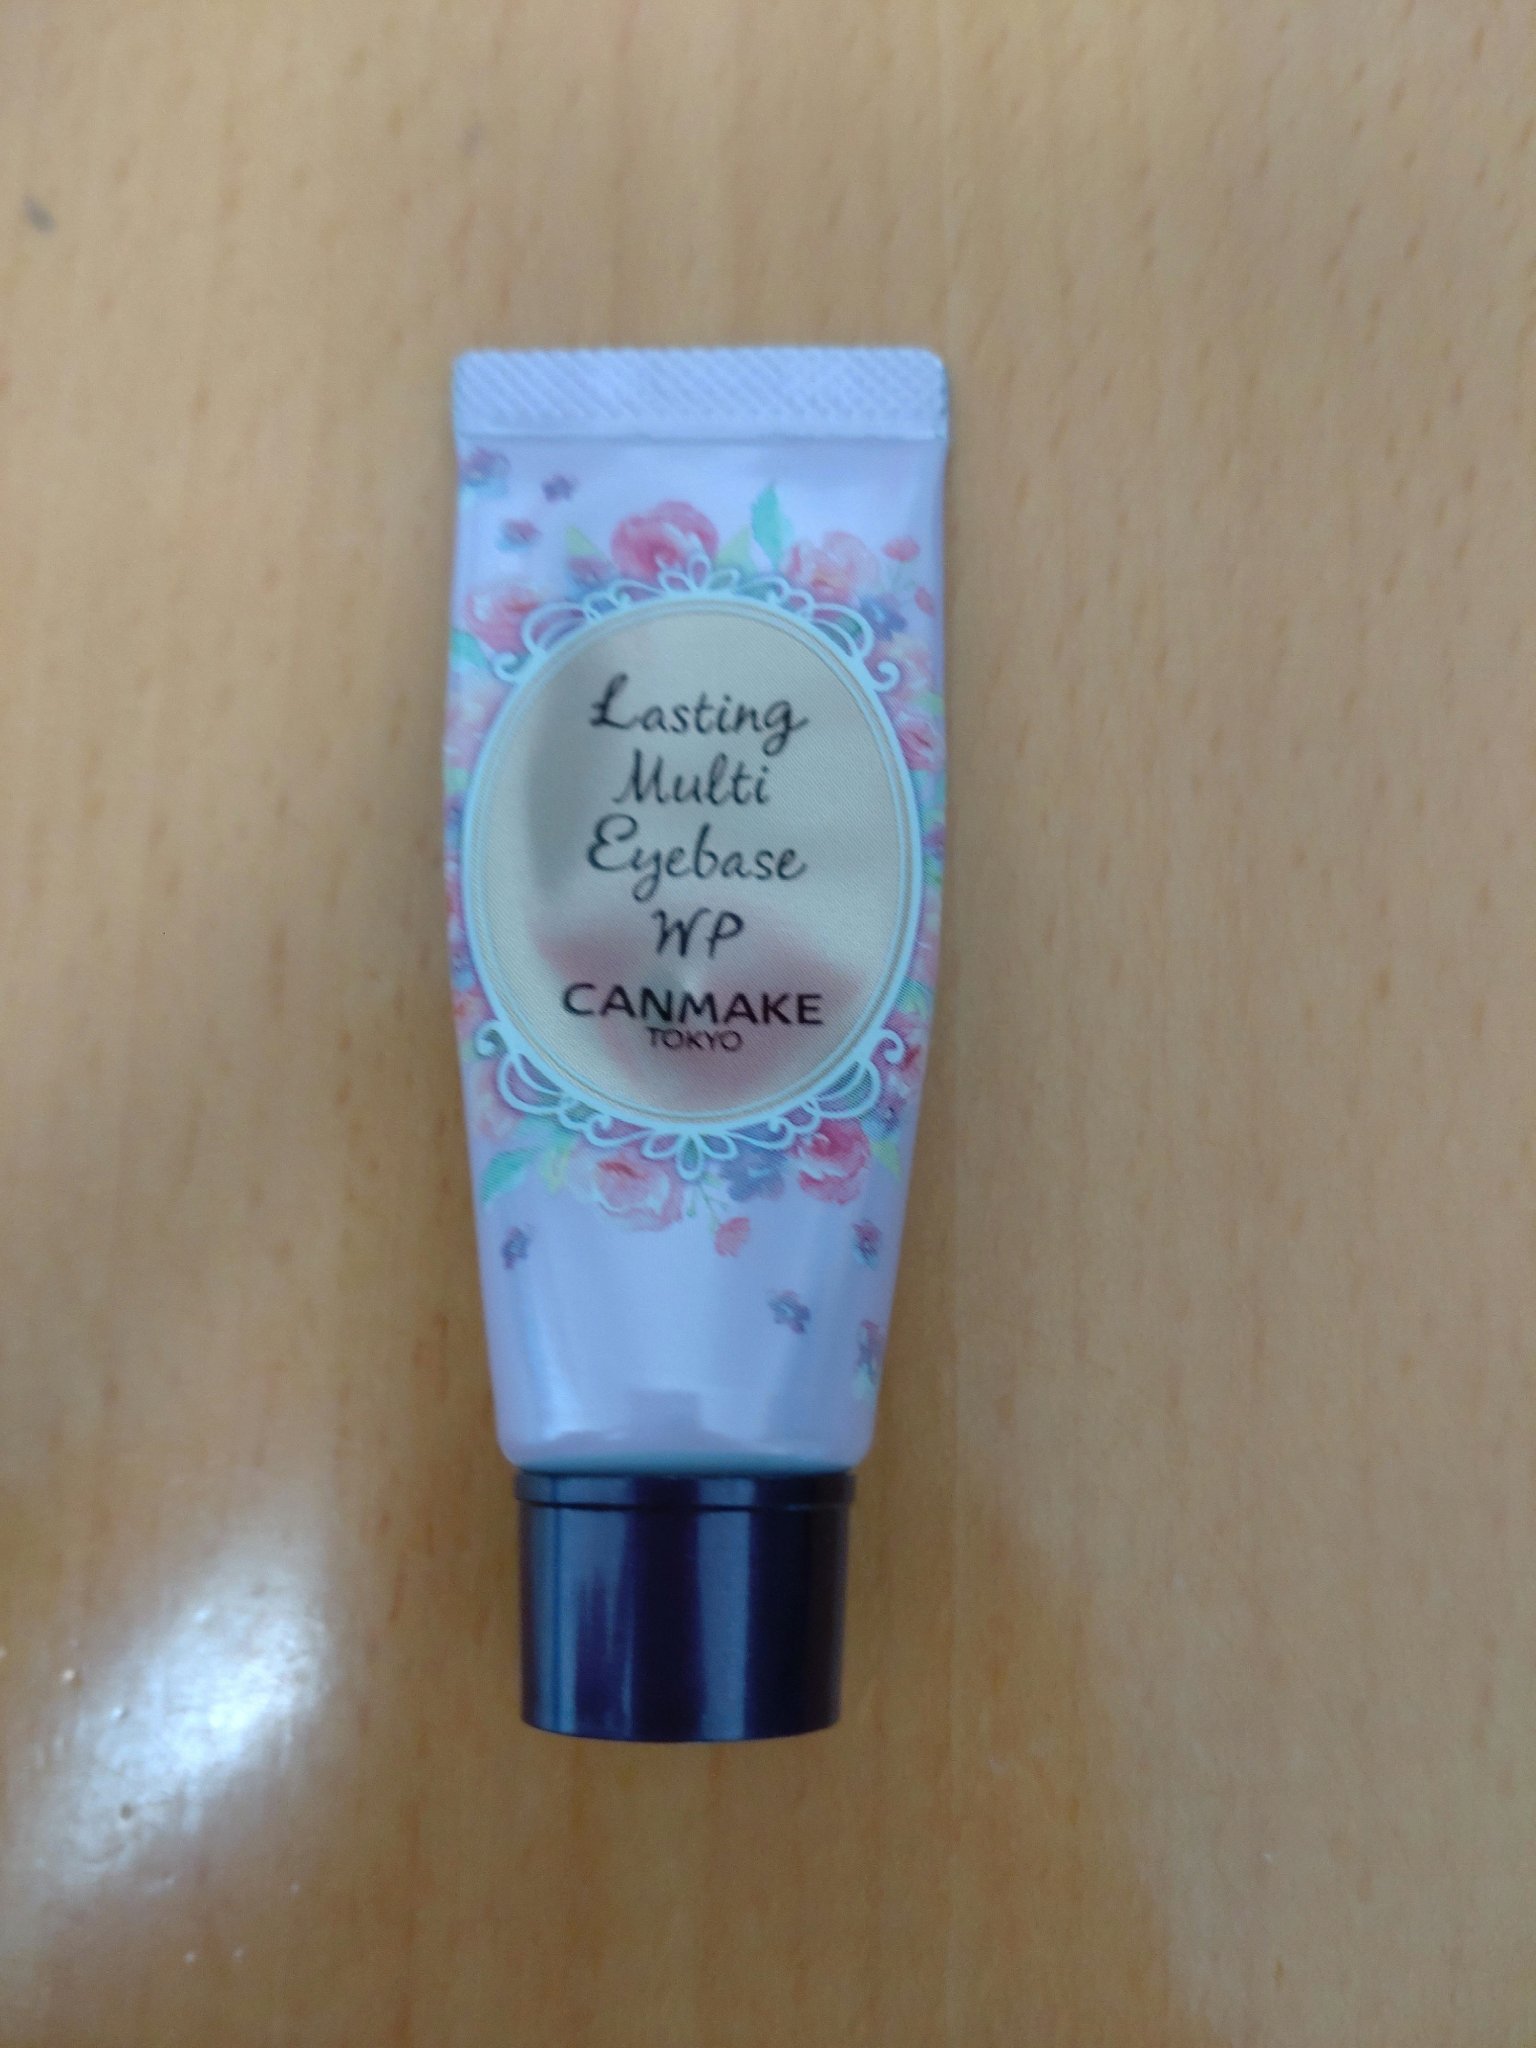 Lasting
Multi
Eyebase
WP
CANMAKE
TOKYO